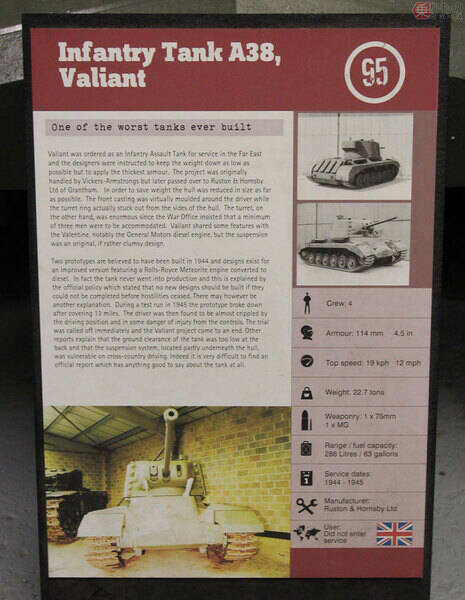 Infantry Tank A38,
Valiant
95
One of the worst tanks ever built
Valiant was ordered as an Infantry Assault Tank for service in the Far East
and the designers were instructed to keep the weight down as low as
possible but to apply the thickest armour. The project was originally
handled by Vickers-Armstrongs but later passed over to Ruston & Hornsby
Ltd of Grantham. In order to save weight the hull was reduced in size as far
as possible. The front casting was virtually moulded around the driver while
the turret ring actually stuck out from the sides of the hull. The turret, on
the other hand, was enormous since the War Office insisted that a minimum
of three men were to be accommodated. Valiant shared some features with
the Valentine, notably the General Motors diesel engine, but the suspension
was an original, if rather clumsy design.
Two prototypes are believed to have been built in 1944 and designs exist for
an improved version featuring a Rolls-Royce Meteorite engine converted to
diesel. In fact the tank never went into production and this is explained by
the official policy which stated that no new designs should be built if they
could not be completed before hostilities ceased. There may however be
another explanation. During a test run in 1945 the prototype broke down
after covering 13 miles. The driver was then found to be almost crippled by
the driving position and in some danger of injury from the controls. The trial
was called off immediately and the Valiant project came to an end. Other
reports explain that the ground clearance of the tank was too low at the
back and that the suspension system, located partly underneath the hull,
was vulnerable on cross-country driving. Indeed it is very difficult to find an
official report which has anything good to say about the tank at all.
Crew: 4
Armour: 114 mm 4.5 in
Top speed: 19 kph 12 mph
Weight: 22.7 tons
Weaponry: 1 x 75mm
1 x MG
Range / fuel capacity:
286 Litres / 63 gallons
Service dates:
1944 - 1945
Manufacturer:
Ruston & Hornsby Ltd
User:
Did not enter
service